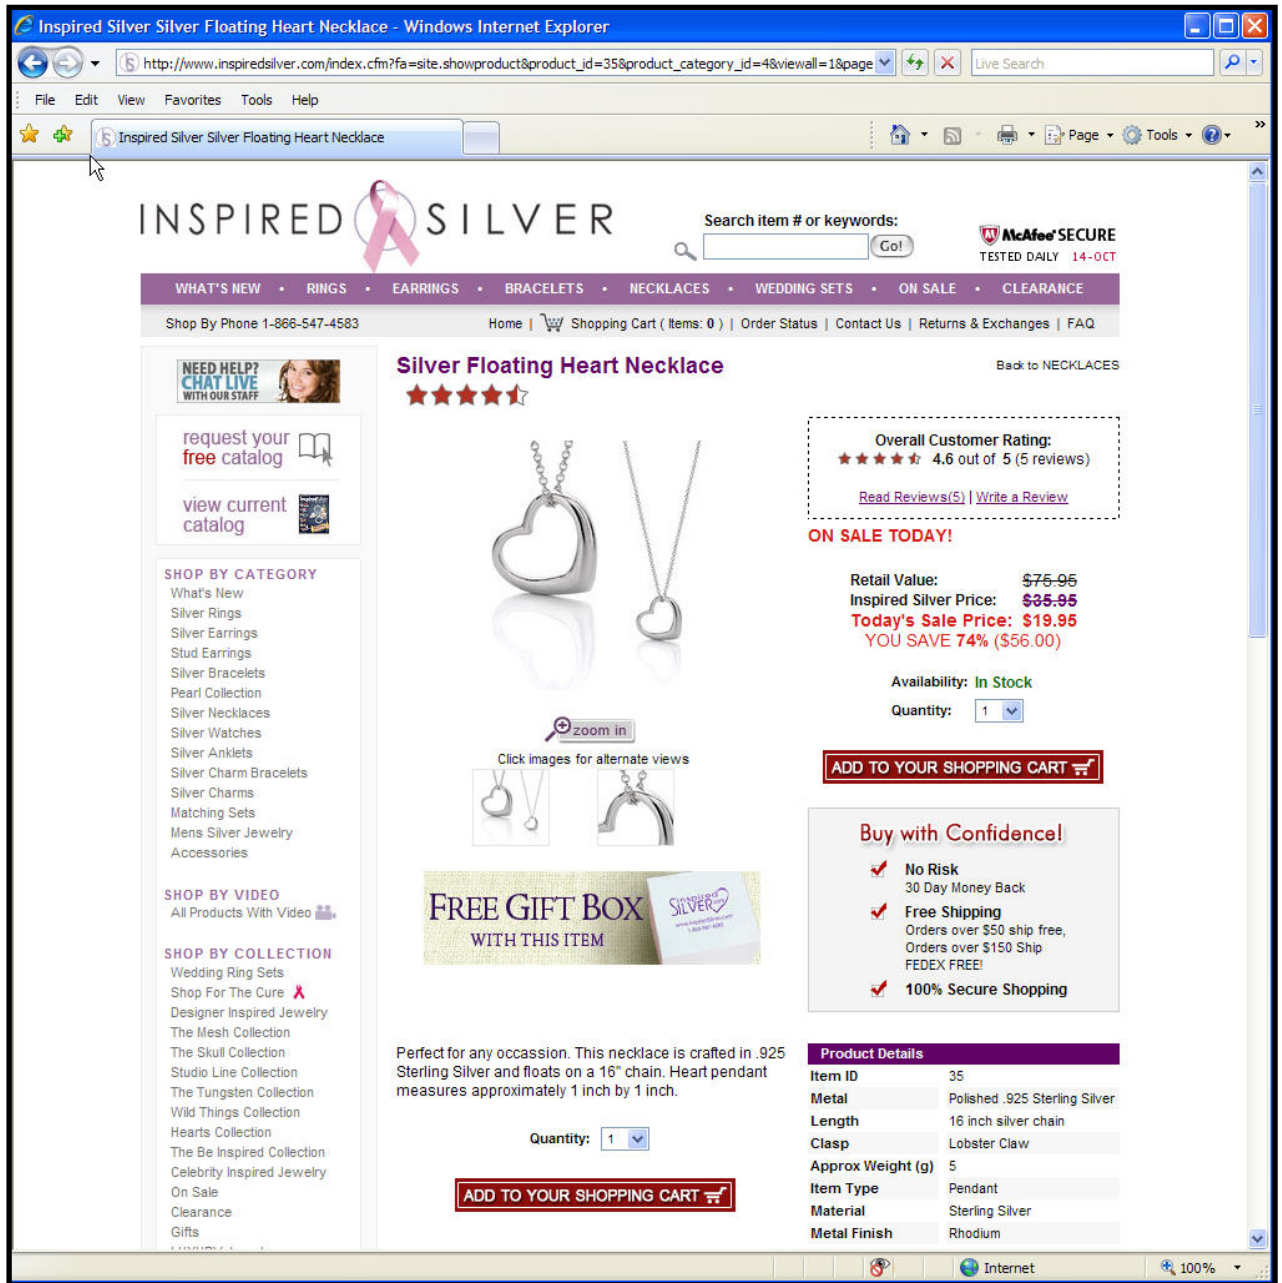 Inspired Silver Silver Floating Heart Necklace - Windows Internet Explorer
http://www.inspiredsilver.com/index.cfm?fa=site.showproduct&product_id=35&product_category_id=4&viewall=1&page
Live Search
File Edit View Favorites Tools Help
Inspired Silver Silver Floating Heart Necklace
Page Tools
INSPIRED SILVER
Search item # or keywords:
Go!
McAfee SECURE
TESTED DAILY 14-OCT
WHAT'S NEW • RINGS • EARRINGS • BRACELETS • NECKLACES • WEDDING SETS • ON SALE • CLEARANCE
Shop By Phone 1-866-547-4583
Home | Shopping Cart ( Items: 0 ) | Order Status | Contact Us | Returns & Exchanges | FAQ
NEED HELP?
CHAT LIVE
WITH OUR STAFF
request your
free catalog
view current
catalog
SHOP BY CATEGORY
What's New
Silver Rings
Silver Earrings
Stud Earrings
Silver Bracelets
Pearl Collection
Silver Necklaces
Silver Watches
Silver Anklets
Silver Charm Bracelets
Silver Charms
Matching Sets
Mens Silver Jewelry
Accessories
SHOP BY VIDEO
All Products With Video
SHOP BY COLLECTION
Wedding Ring Sets
Shop For The Cure
Designer Inspired Jewelry
The Mesh Collection
The Skull Collection
Studio Line Collection
The Tungsten Collection
Wild Things Collection
Hearts Collection
The Be Inspired Collection
Celebrity Inspired Jewelry
On Sale
Clearance
Gifts
Silver Floating Heart Necklace
Back to NECKLACES
zoom in
Click images for alternate views
FREE GIFT BOX
WITH THIS ITEM
Inspired
SILVER
Perfect for any occassion. This necklace is crafted in .925
Sterling Silver and floats on a 16" chain. Heart pendant
measures approximately 1 inch by 1 inch.
Quantity: 1
ADD TO YOUR SHOPPING CART
Overall Customer Rating:
4.6 out of 5 (5 reviews)
Read Reviews(5) | Write a Review
ON SALE TODAY!
Retail Value: $75.95
Inspired Silver Price: $35.95
Today's Sale Price: $19.95
YOU SAVE 74% ($56.00)
Availability: In Stock
Quantity: 1
ADD TO YOUR SHOPPING CART
Buy with Confidence!
No Risk
30 Day Money Back
Free Shipping
Orders over $50 ship free,
Orders over $150 Ship
FEDEX FREE!
100% Secure Shopping
Product Details
Item ID 35
Metal Polished .925 Sterling Silver
Length 16 inch silver chain
Clasp Lobster Claw
Approx Weight (g) 5
Item Type Pendant
Material Sterling Silver
Metal Finish Rhodium
Internet
100%